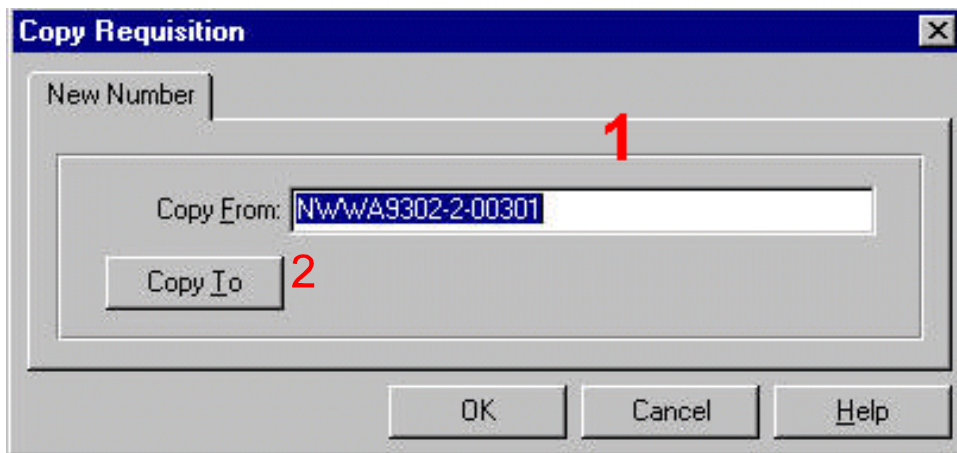 Copy Requisition
New Number
1
Copy From: NWWA9302-2-00301
Copy To 2
OK Cancel Help